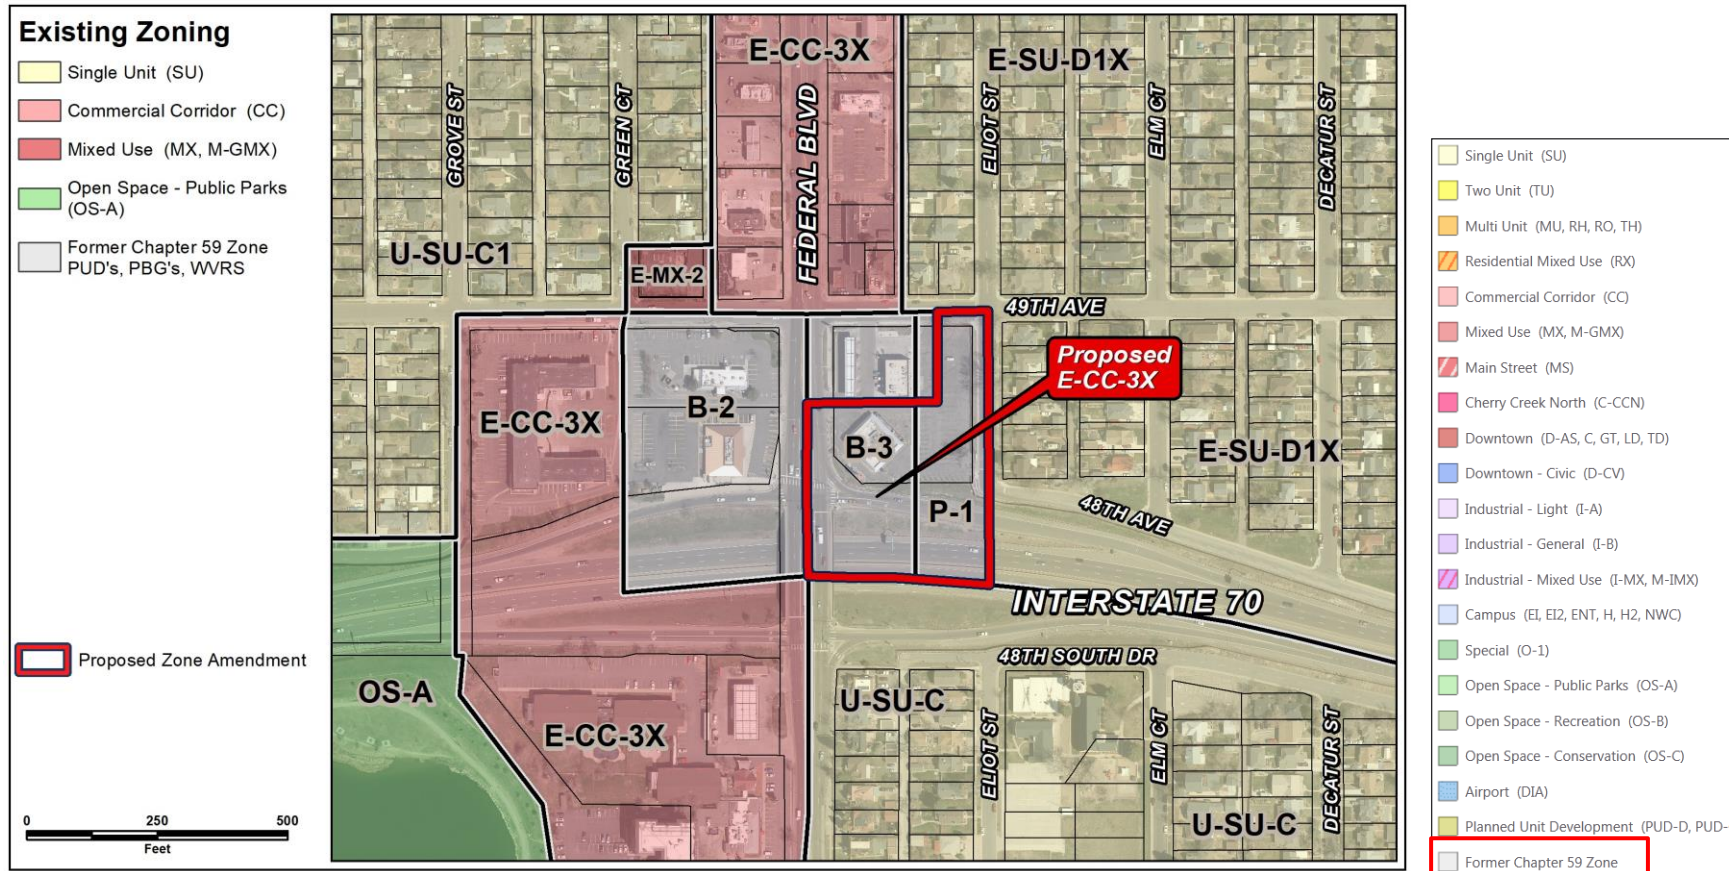 Existing Zoning
Single Unit (SU)
Commercial Corridor (CC)
Mixed Use (MX, M-GMX)
Open Space - Public Parks
(OS-A)
Former Chapter 59 Zone
PUD's, PBG's, WVRS
Proposed Zone Amendment
0 250 500
Feet
E-CC-3X
E-SU-D1X
GROVE ST
GREEN CT
FEDERAL BLVD
ELIOT ST
ELM CT
DECATUR ST
U-SU-C1
E-MX-2
49TH AVE
Proposed
E-CC-3X
E-CC-3X
B-2
B-3
P-1
E-SU-D1X
48TH AVE
INTERSTATE 70
48TH SOUTH DR
OS-A
E-CC-3X
U-SU-C
ELIOT ST
ELM CT
DECATUR ST
U-SU-C
Single Unit (SU)
Two Unit (TU)
Multi Unit (MU, RH, RO, TH)
Residential Mixed Use (RX)
Commercial Corridor (CC)
Mixed Use (MX, M-GMX)
Main Street (MS)
Cherry Creek North (C-CCN)
Downtown (D-AS, C, GT, LD, TD)
Downtown - Civic (D-CV)
Industrial - Light (I-A)
Industrial - General (I-B)
Industrial - Mixed Use (I-MX, M-IMX)
Campus (EI, EI2, ENT, H, H2, NWC)
Special (O-1)
Open Space - Public Parks (OS-A)
Open Space - Recreation (OS-B)
Open Space - Conservation (OS-C)
Airport (DIA)
Planned Unit Development (PUD-D, PUD-
Former Chapter 59 Zone